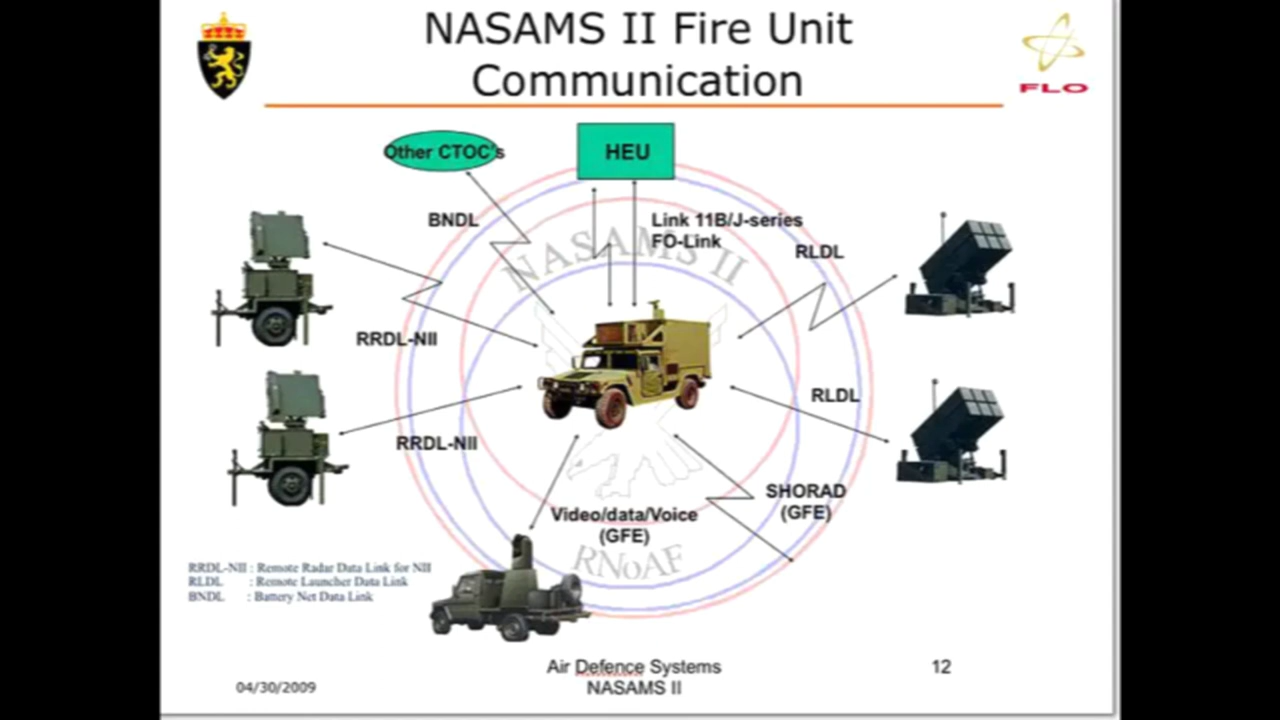 NASAMS II Fire Unit
Communication
FLO
Other CTOC's
HEU
BNDL
Link 11B/J-series
FO-Link
RLDL
NASAMS II
RRDL-NII
RLDL
RRDL-NII
SHORAD
(GFE)
Video/data/Voice
(GFE)
RNoAF
RRDL-NII : Remote Radar Data Link for NII
RLDL : Remote Launcher Data Link
BNDL : Battery Net Data Link
Air Defence Systems
NASAMS II
12
04/30/2009